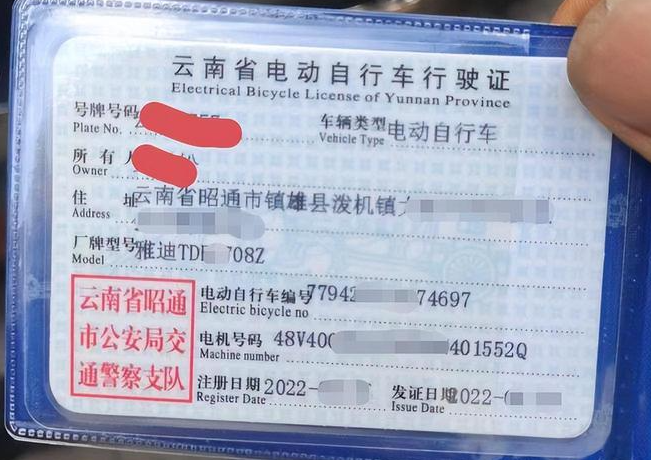 云南省电动自行车行驶证
Electrical Bicycle License of Yunnan Province
号牌号码
Plate No.
车辆类型 电动自行车
Vehicle Type
所有人
Owner
住 址 云南省昭通市镇雄县泼机镇
Address
厂牌型号 雅迪TDR 708Z
Model
云南省昭通
市公安局交
通警察支队
电动自行车编号 77942 74697
Electric bicycle no
电机号码 48V400 401552Q
Machine number
注册日期 2022-
Register Date
发证日期 2022-
Issue Date